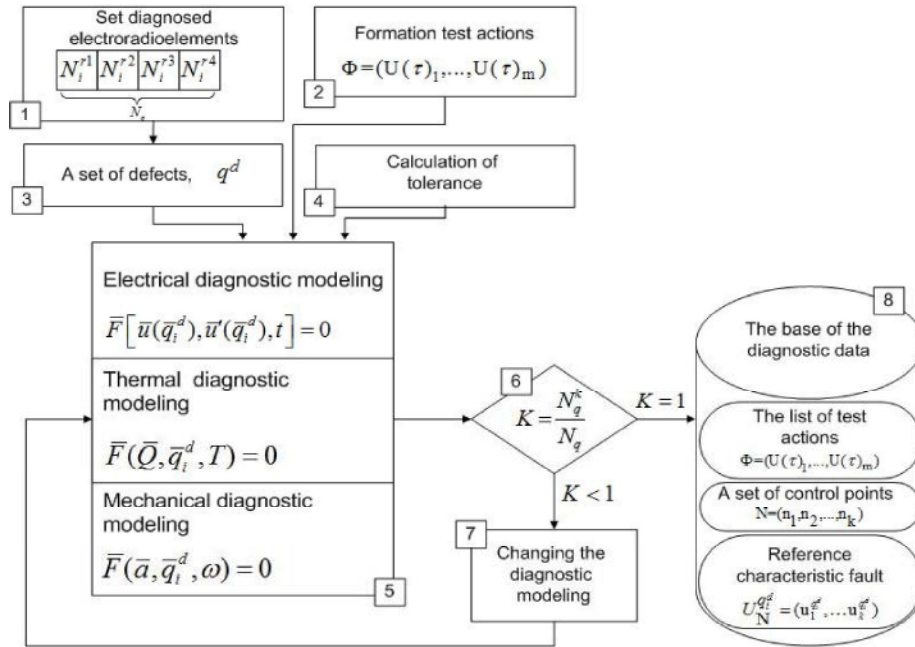 Set diagnosed
electroradioelements
N_i^{r1} N_i^{r2} N_i^{r3} N_i^{r4}
N_e
1
Formation test actions
Φ=(U(τ)_1,...,U(τ)_m)
2
A set of defects, q^d
3
Calculation of
tolerance
4
Electrical diagnostic modeling
F̅[u̅(q̅_i^d),u̅'(q̅_i^d),t]=0
Thermal diagnostic
modeling
F̅(Q̅,q̅_i^d,T)=0
Mechanical diagnostic
modeling
F̅(a̅,q̅_i^d,ω)=0
5
6
K=N_q^k/N_q
K=1
K<1
7
Changing the
diagnostic
modeling
8
The base of the
diagnostic data
The list of test
actions
Φ=(U(τ)_1,...,U(τ)_m)
A set of control points
N=(n_1,n_2,...,n_k)
Reference
characteristic fault
U_N^{q_i^d}=(u_1^{q^d},...u_k^{q^d})